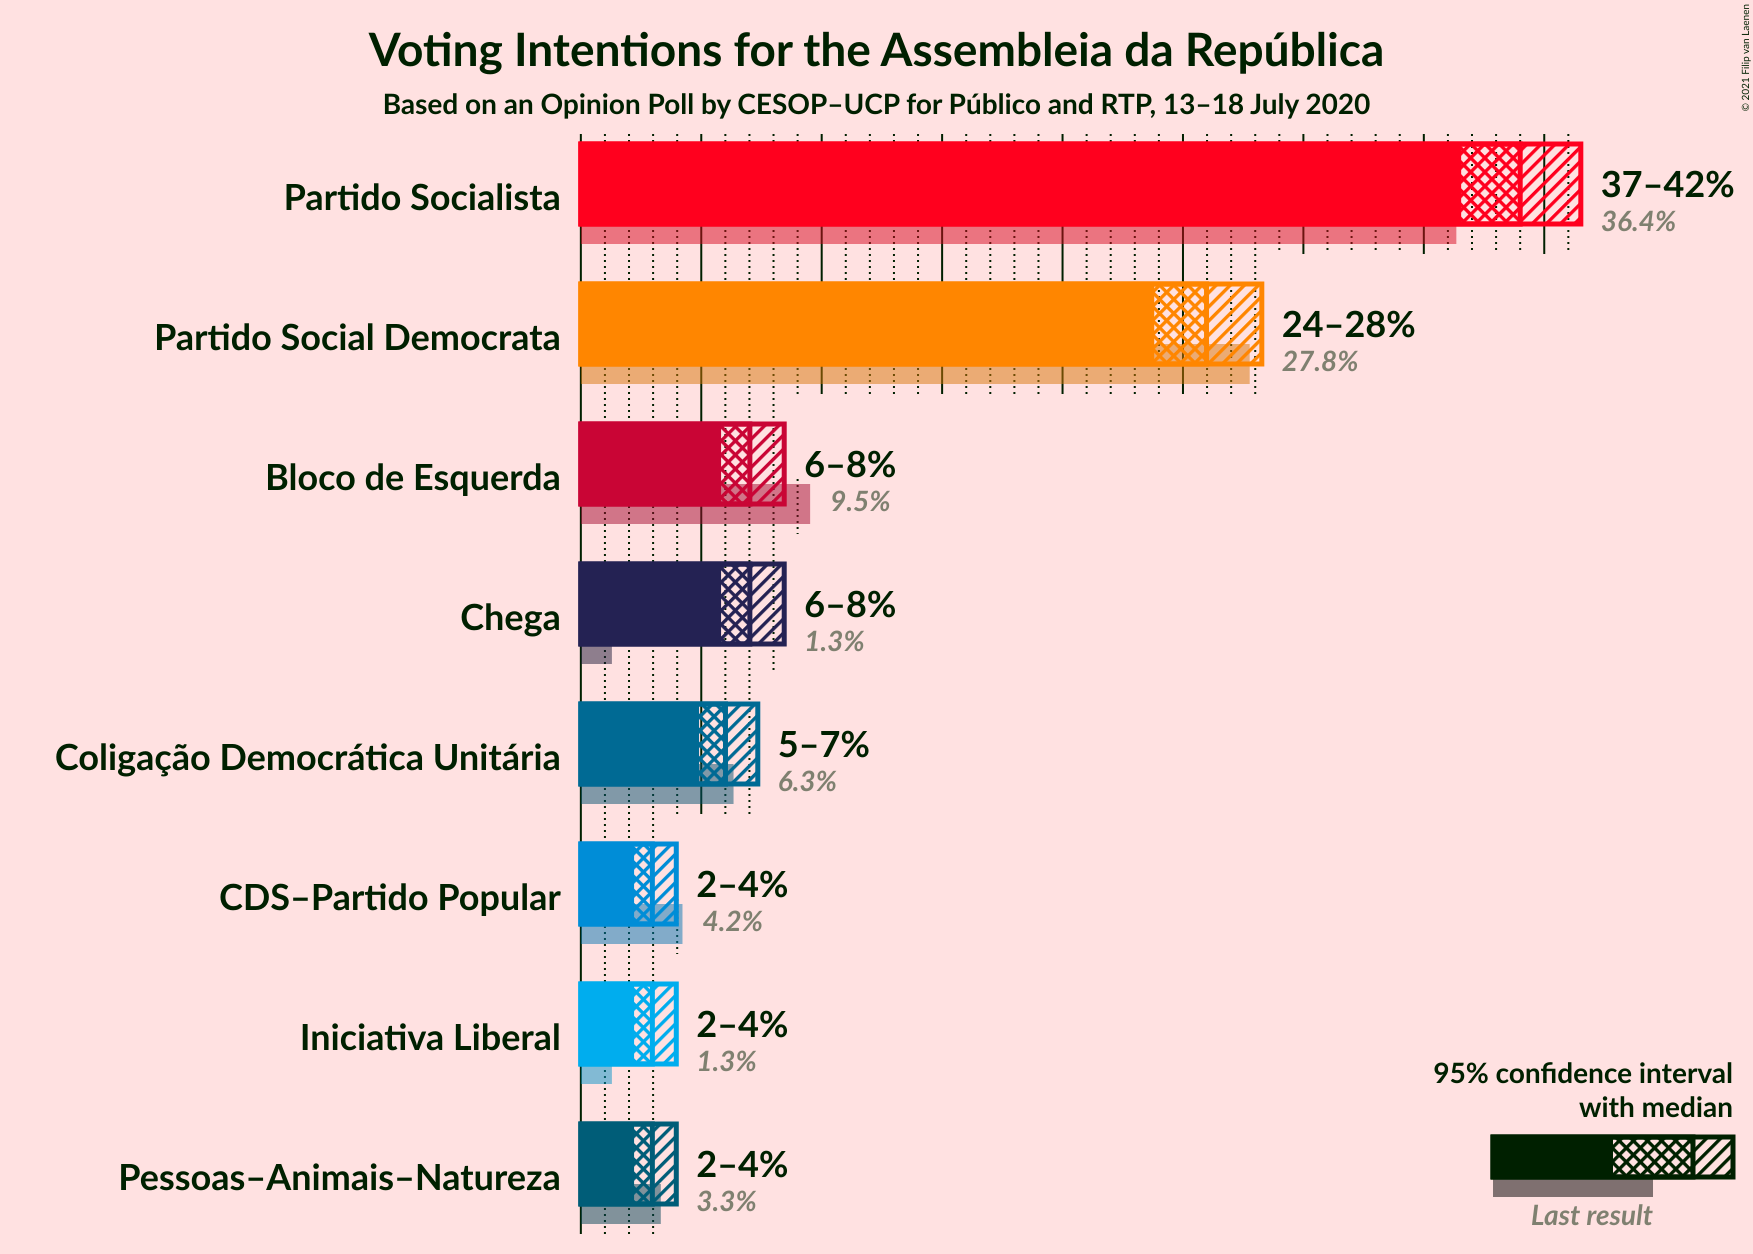 Voting Intentions for the Assembleia da República
Based on an Opinion Poll by CESOP–UCP for Público and RTP, 13–18 July 2020
© 2021 Filip van Laenen
Partido Socialista
37–42%
36.4%
Partido Social Democrata
24–28%
27.8%
Bloco de Esquerda
6–8%
9.5%
Chega
6–8%
1.3%
Coligação Democrática Unitária
5–7%
6.3%
CDS–Partido Popular
2–4%
4.2%
Iniciativa Liberal
2–4%
1.3%
Pessoas–Animais–Natureza
2–4%
3.3%
95% confidence interval
with median
Last result